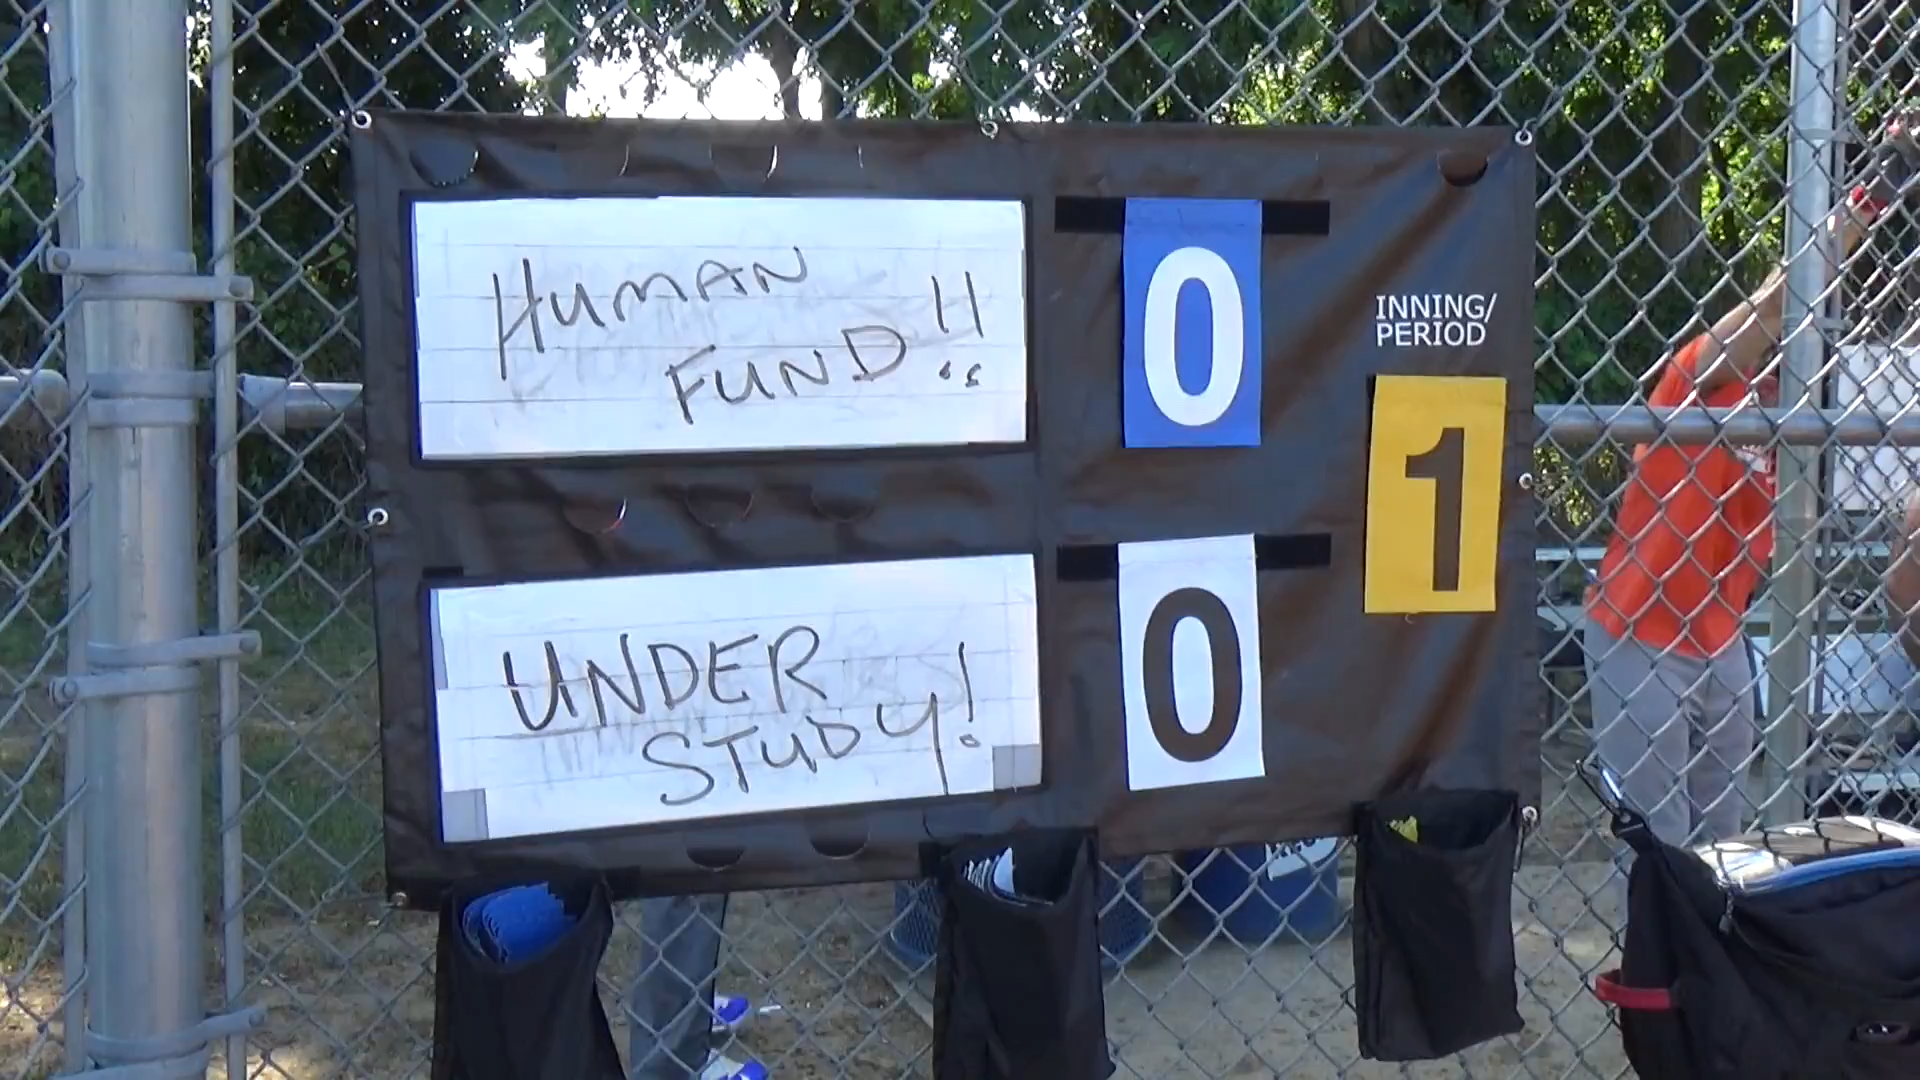 HUMAN
FUND!!
0
INNING/
PERIOD
1
UNDER
STUDY!
0